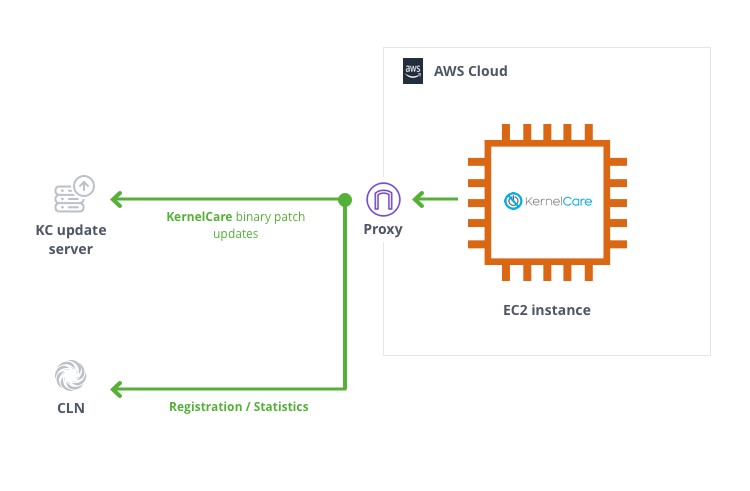 aws
AWS Cloud
KernelCare
KC update
server
KernelCare binary patch
updates
Proxy
EC2 instance
CLN
Registration / Statistics